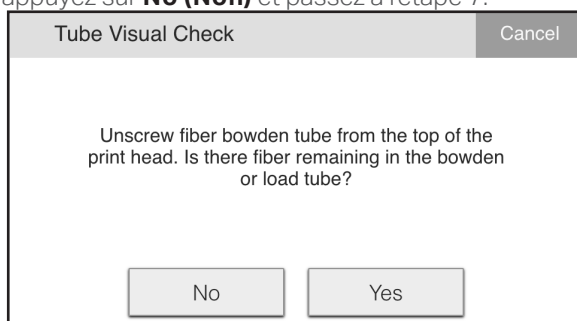 appuyez sur No (Non) et passez à l'étape 7.
Tube Visual Check
Cancel
Unscrew fiber bowden tube from the top of the
print head. Is there fiber remaining in the bowden
or load tube?
No
Yes